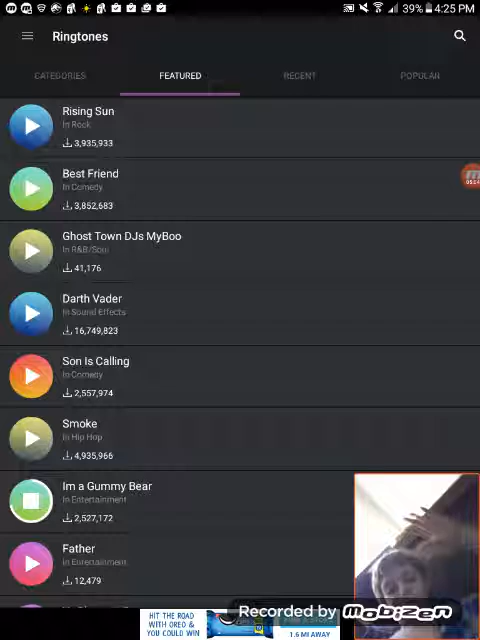 39% 4:25 PM
Ringtones
CATEGORIES FEATURED RECENT POPULAR
Rising Sun
In Rock
3,935,933
Best Friend
In Comedy
3,852,683
Ghost Town DJs MyBoo
In R&B/Soul
41,176
Darth Vader
In Sound Effects
16,749,823
Son Is Calling
In Comedy
2,557,974
Smoke
In Hip Hop
4,935,966
Im a Gummy Bear
In Entertainment
2,527,172
Father
In Entertainment
12,479
HIT THE ROAD
WITH OREO &
YOU COULD WIN
Recorded by Mobizen
1.6 MI AWAY